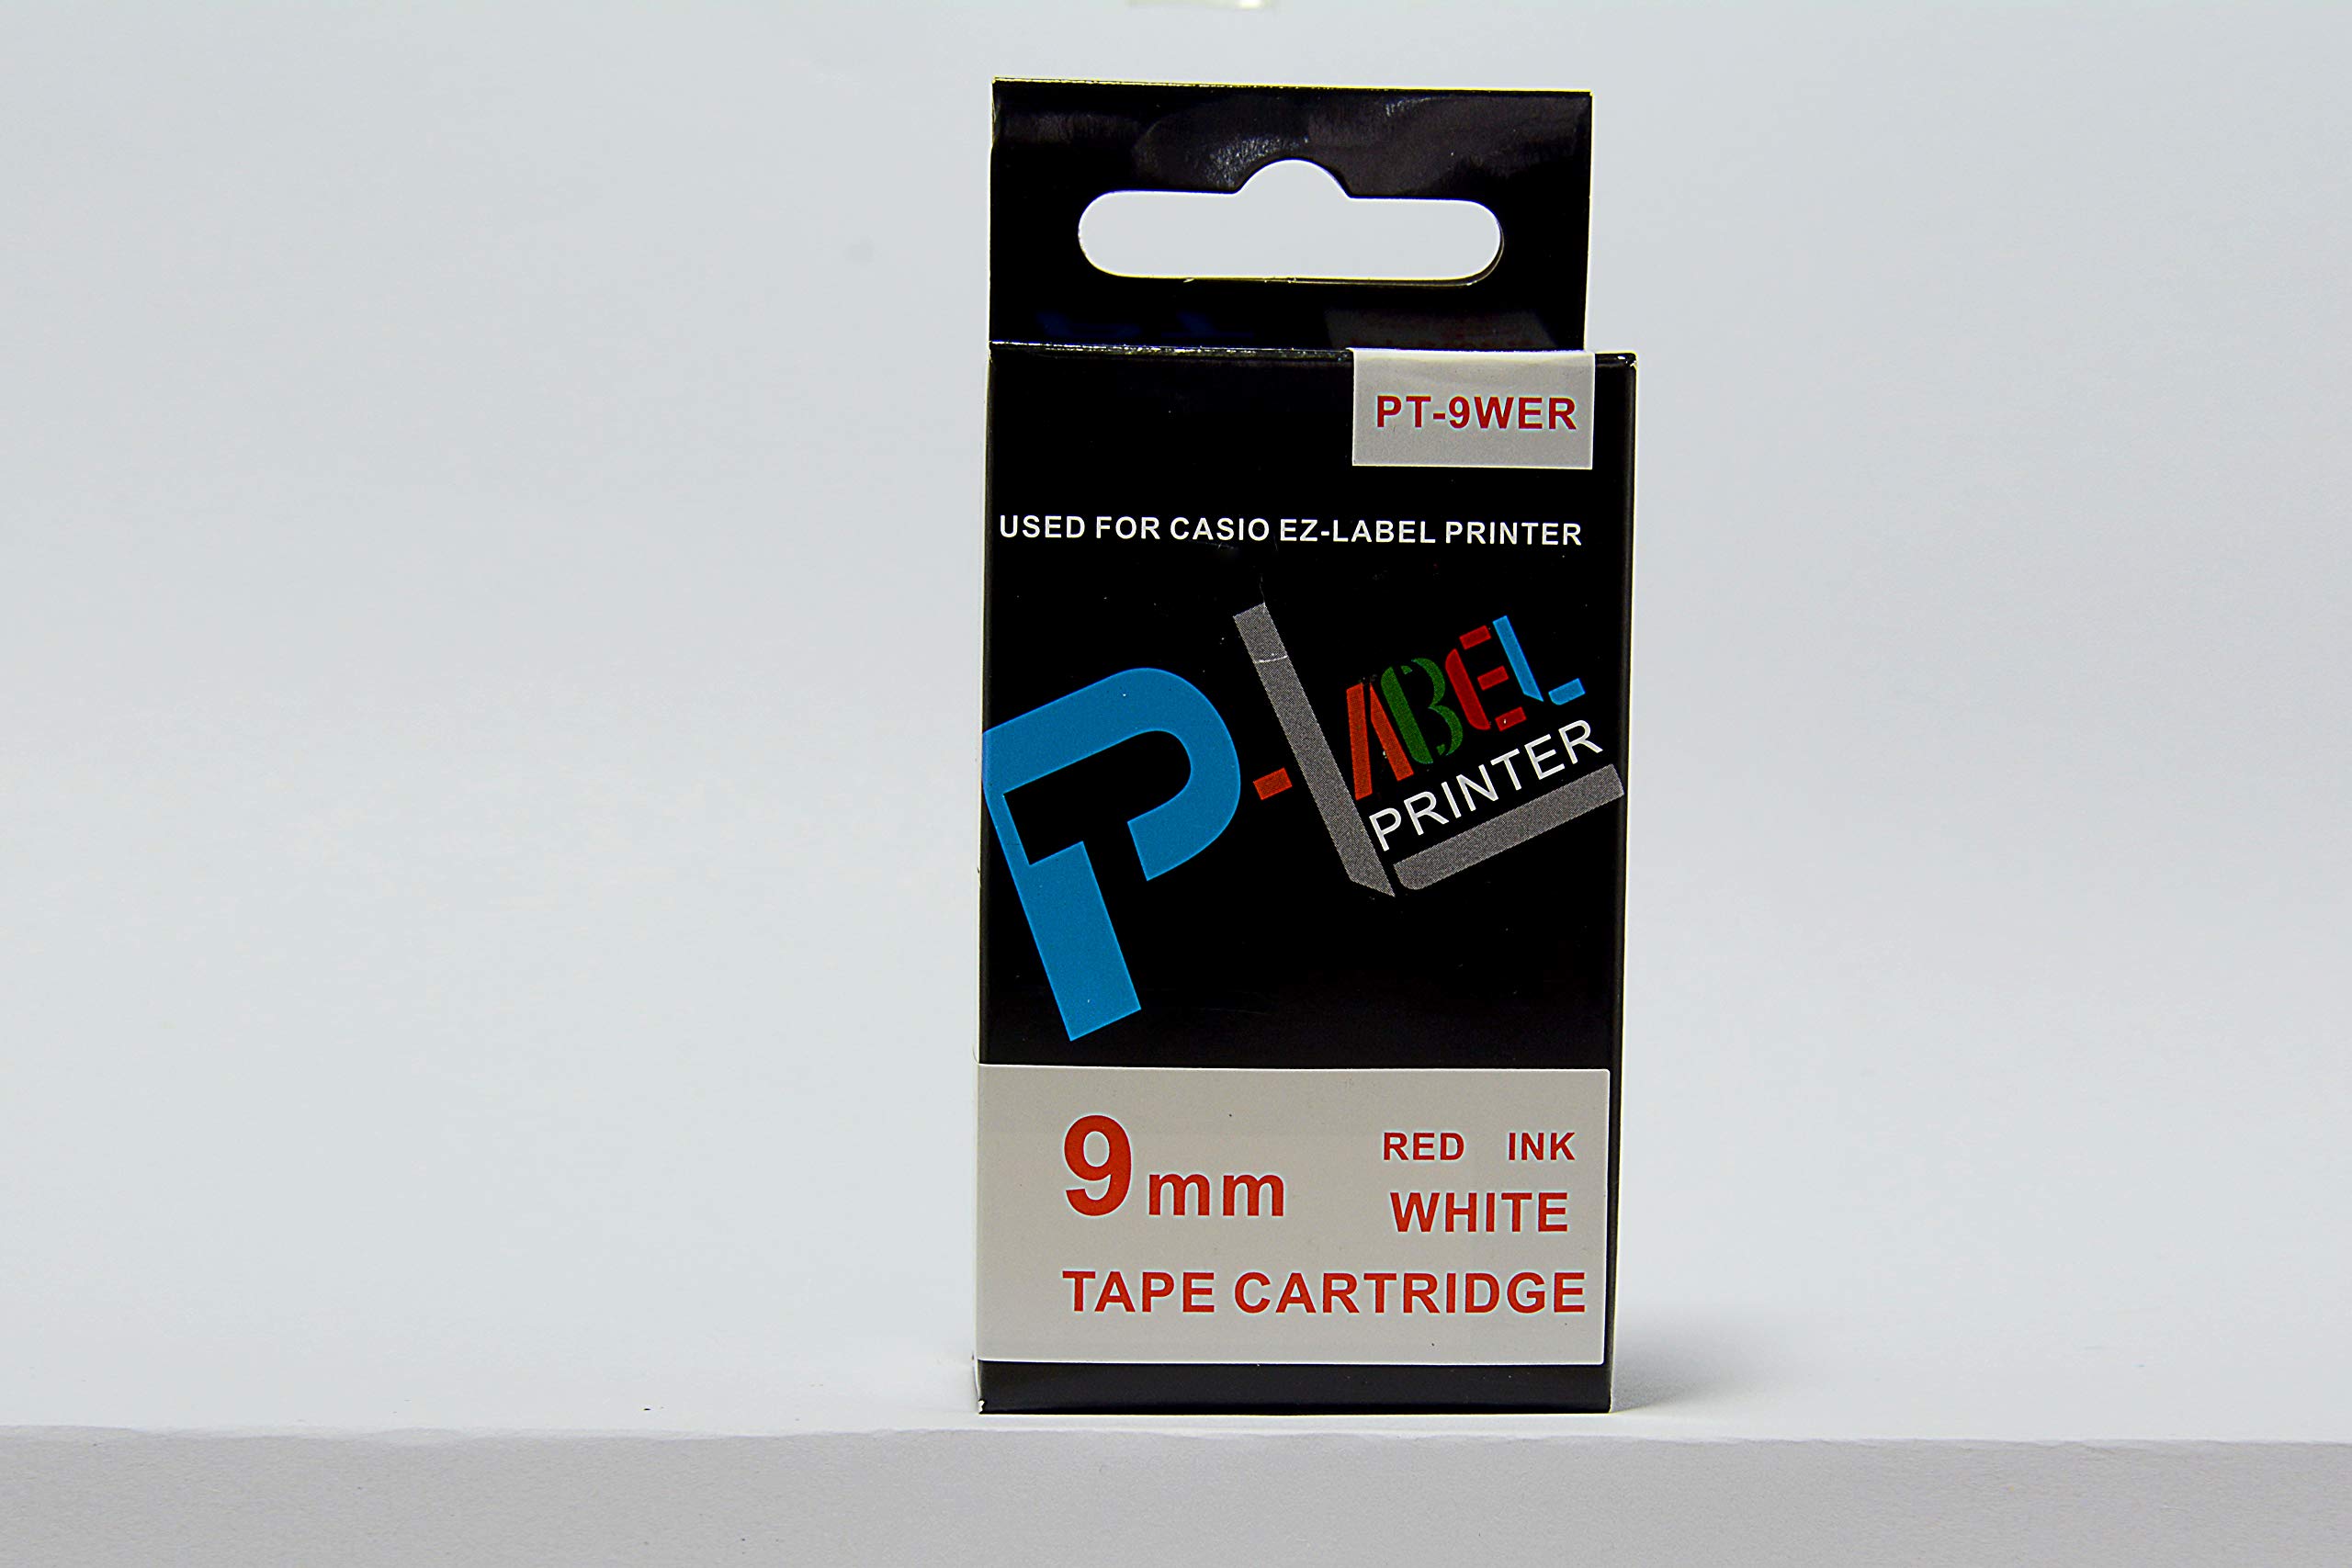 PT-9WER
USED FOR CASIO EZ-LABEL PRINTER
P-LABEL
PRINTER
9mm
RED INK
WHITE
TAPE CARTRIDGE